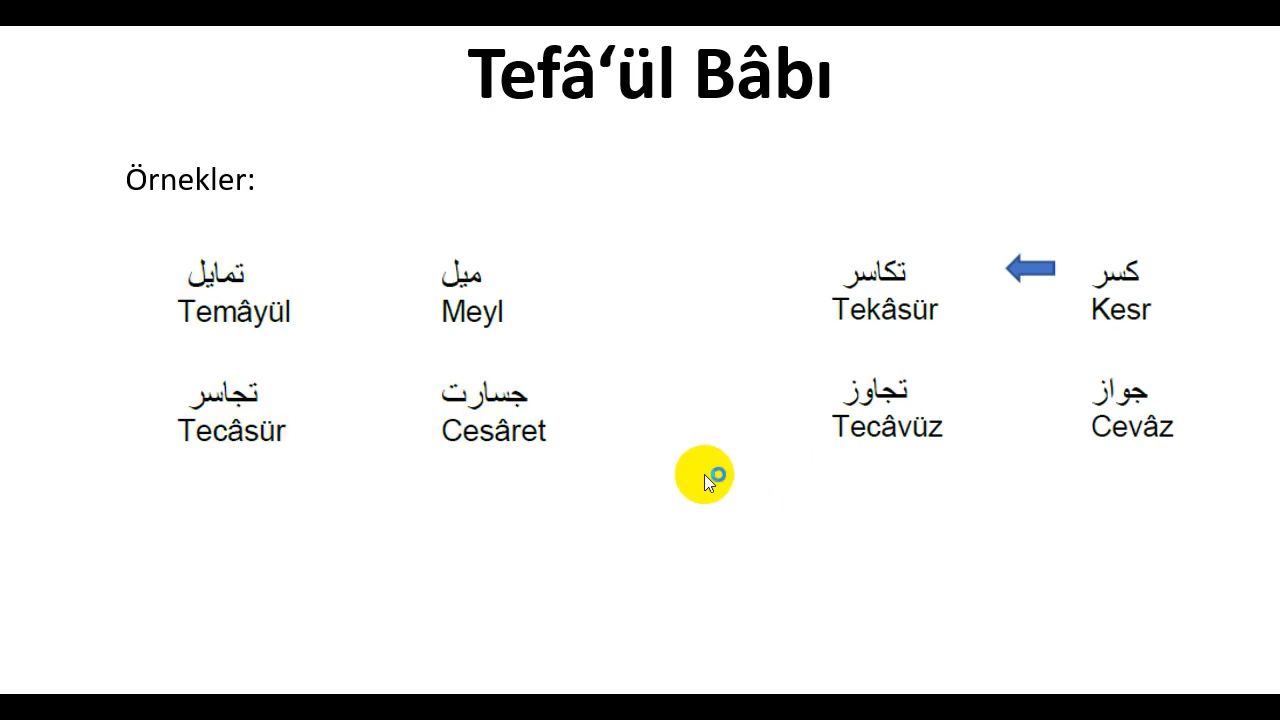 Tefâ‘ül Bâbı
Örnekler:
تمايل ميل تكاسر كسر
Temâyül Meyl Tekâsür Kesr
تجاسر جسارت تجاوز جواز
Tecâsür Cesâret Tecâvüz Cevâz